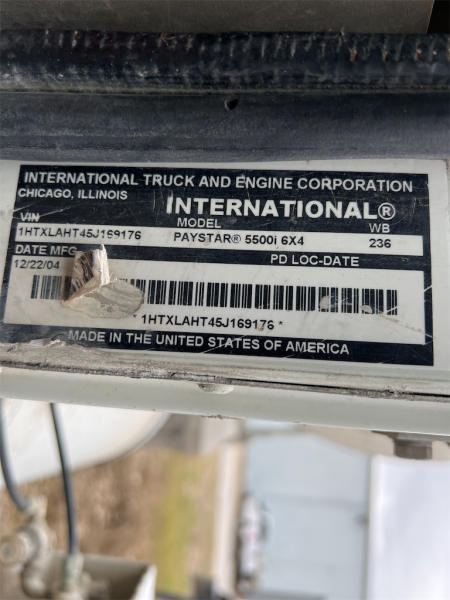 INTERNATIONAL TRUCK AND ENGINE CORPORATION
CHICAGO, ILLINOIS
INTERNATIONAL®
VIN MODEL WB
1HTXLAHT45J169176 PAYSTAR® 5500i 6X4 236
DATE MFG PD LOC-DATE
12/22/04
* 1HTXLAHT45J169176 *
MADE IN THE UNITED STATES OF AMERICA